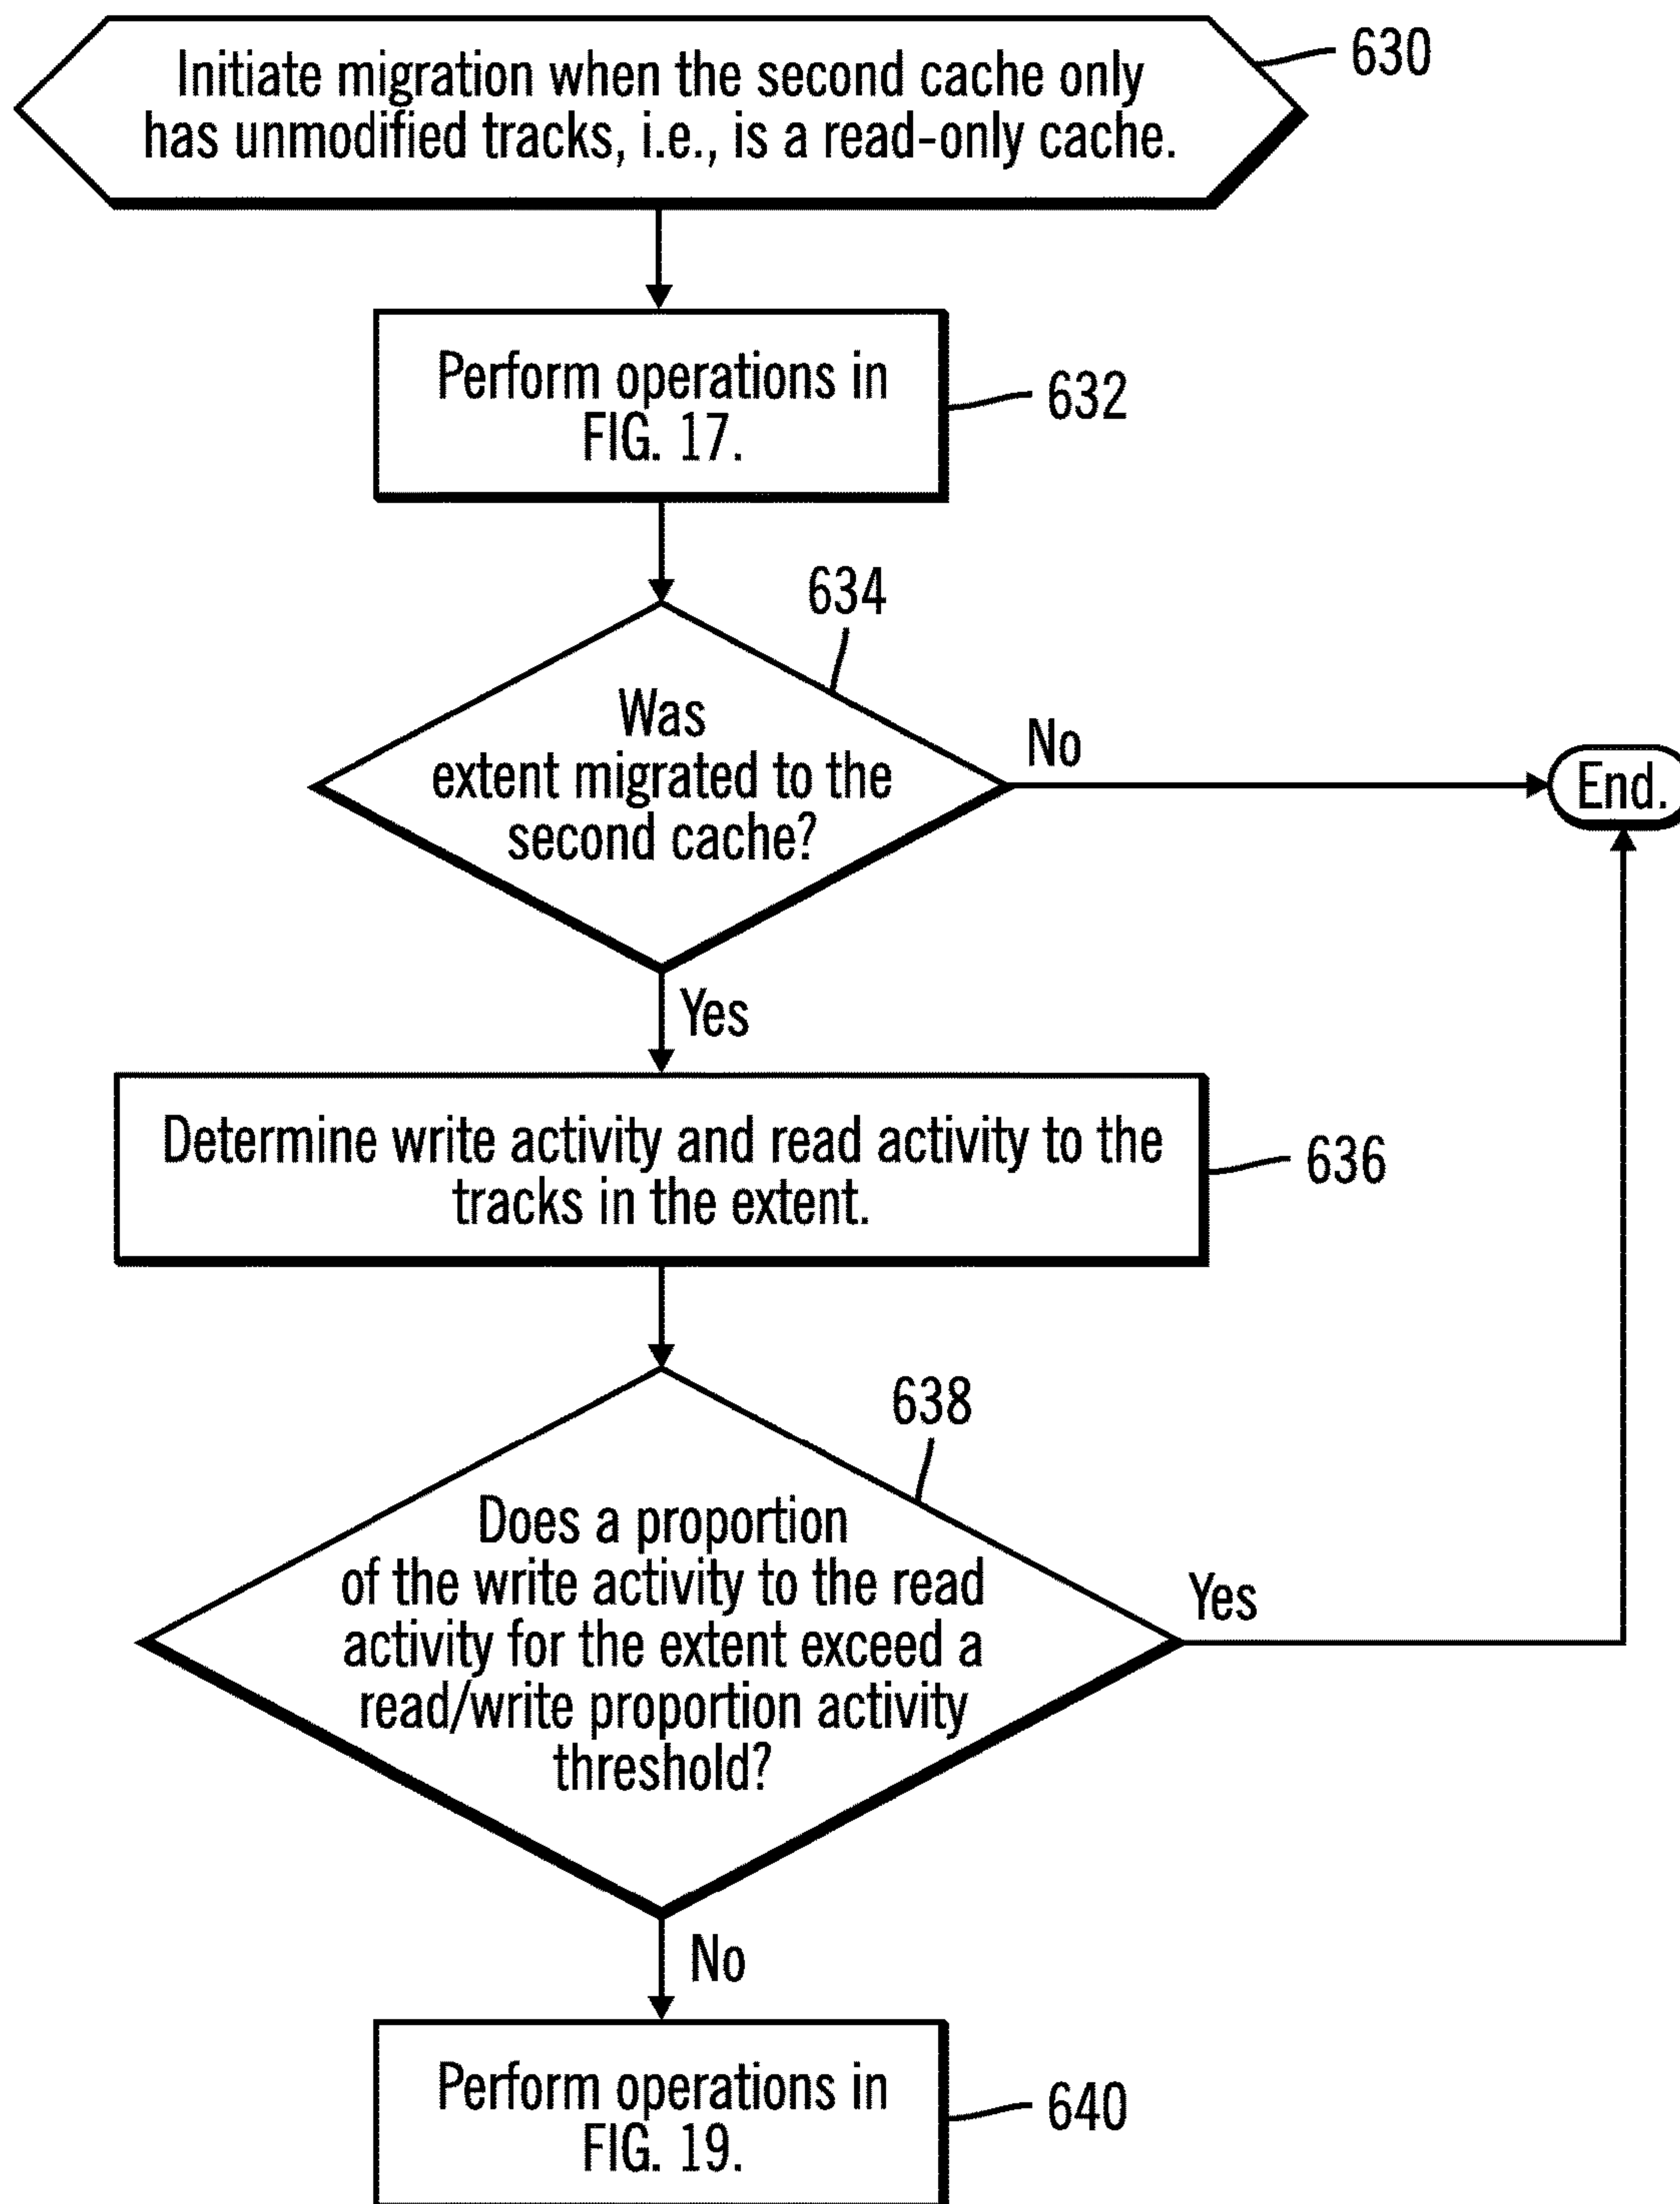 Initiate migration when the second cache only
has unmodified tracks, i.e., is a read-only cache.
630
Perform operations in
FIG. 17.
632
634
Was
extent migrated to the
second cache?
No
End.
Yes
Determine write activity and read activity to the
tracks in the extent.
636
638
Does a proportion
of the write activity to the read
activity for the extent exceed a
read/write proportion activity
threshold?
Yes
No
Perform operations in
FIG. 19.
640